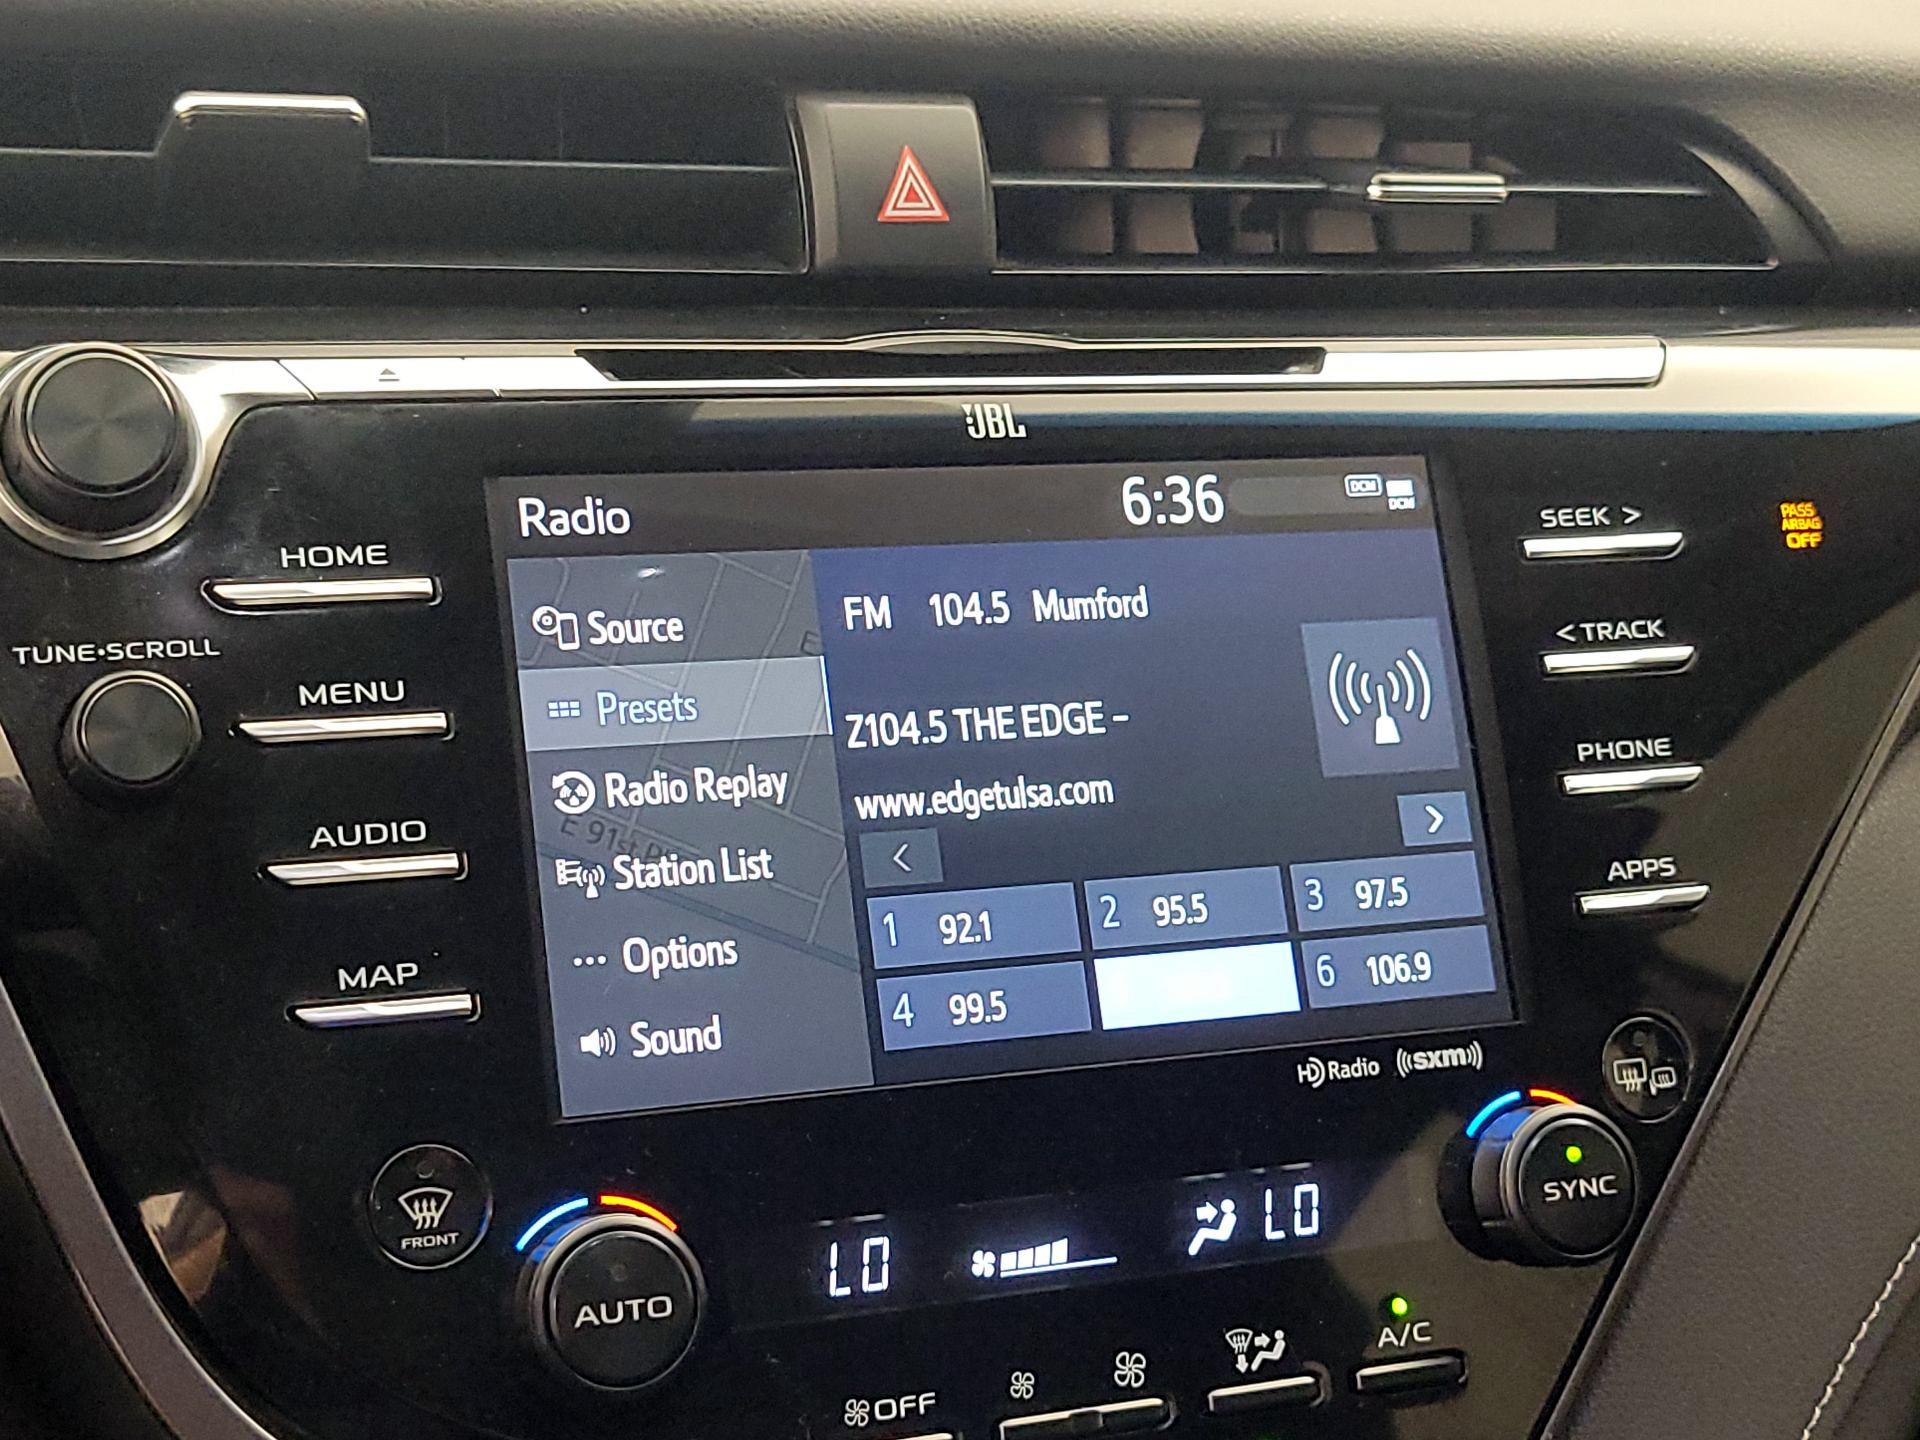 JBL
Radio 6:36 DCM DCM
SEEK >
PASS
AIRBAG
OFF
HOME
Source
FM 104.5 Mumford
< TRACK
TUNE•SCROLL
MENU
Presets
Z104.5 THE EDGE –
PHONE
Radio Replay
www.edgetulsa.com
>
AUDIO
E 91st
Station List
<
APPS
1 92.1 2 95.5 3 97.5
Options
4 99.5 6 106.9
MAP
Sound
HD Radio ((sxm))
FRONT
SYNC
AUTO
LO LO
A/C
OFF